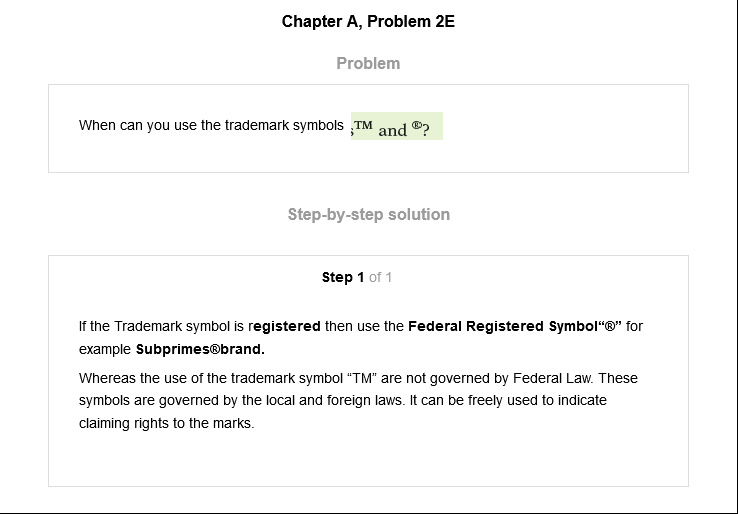 Chapter A, Problem 2E
Problem
When can you use the trademark symbols ;™ and ®?
Step-by-step solution
Step 1 of 1
If the Trademark symbol is registered then use the Federal Registered Symbol“®” for
example Subprimes®brand.
Whereas the use of the trademark symbol “TM” are not governed by Federal Law. These
symbols are governed by the local and foreign laws. It can be freely used to indicate
claiming rights to the marks.